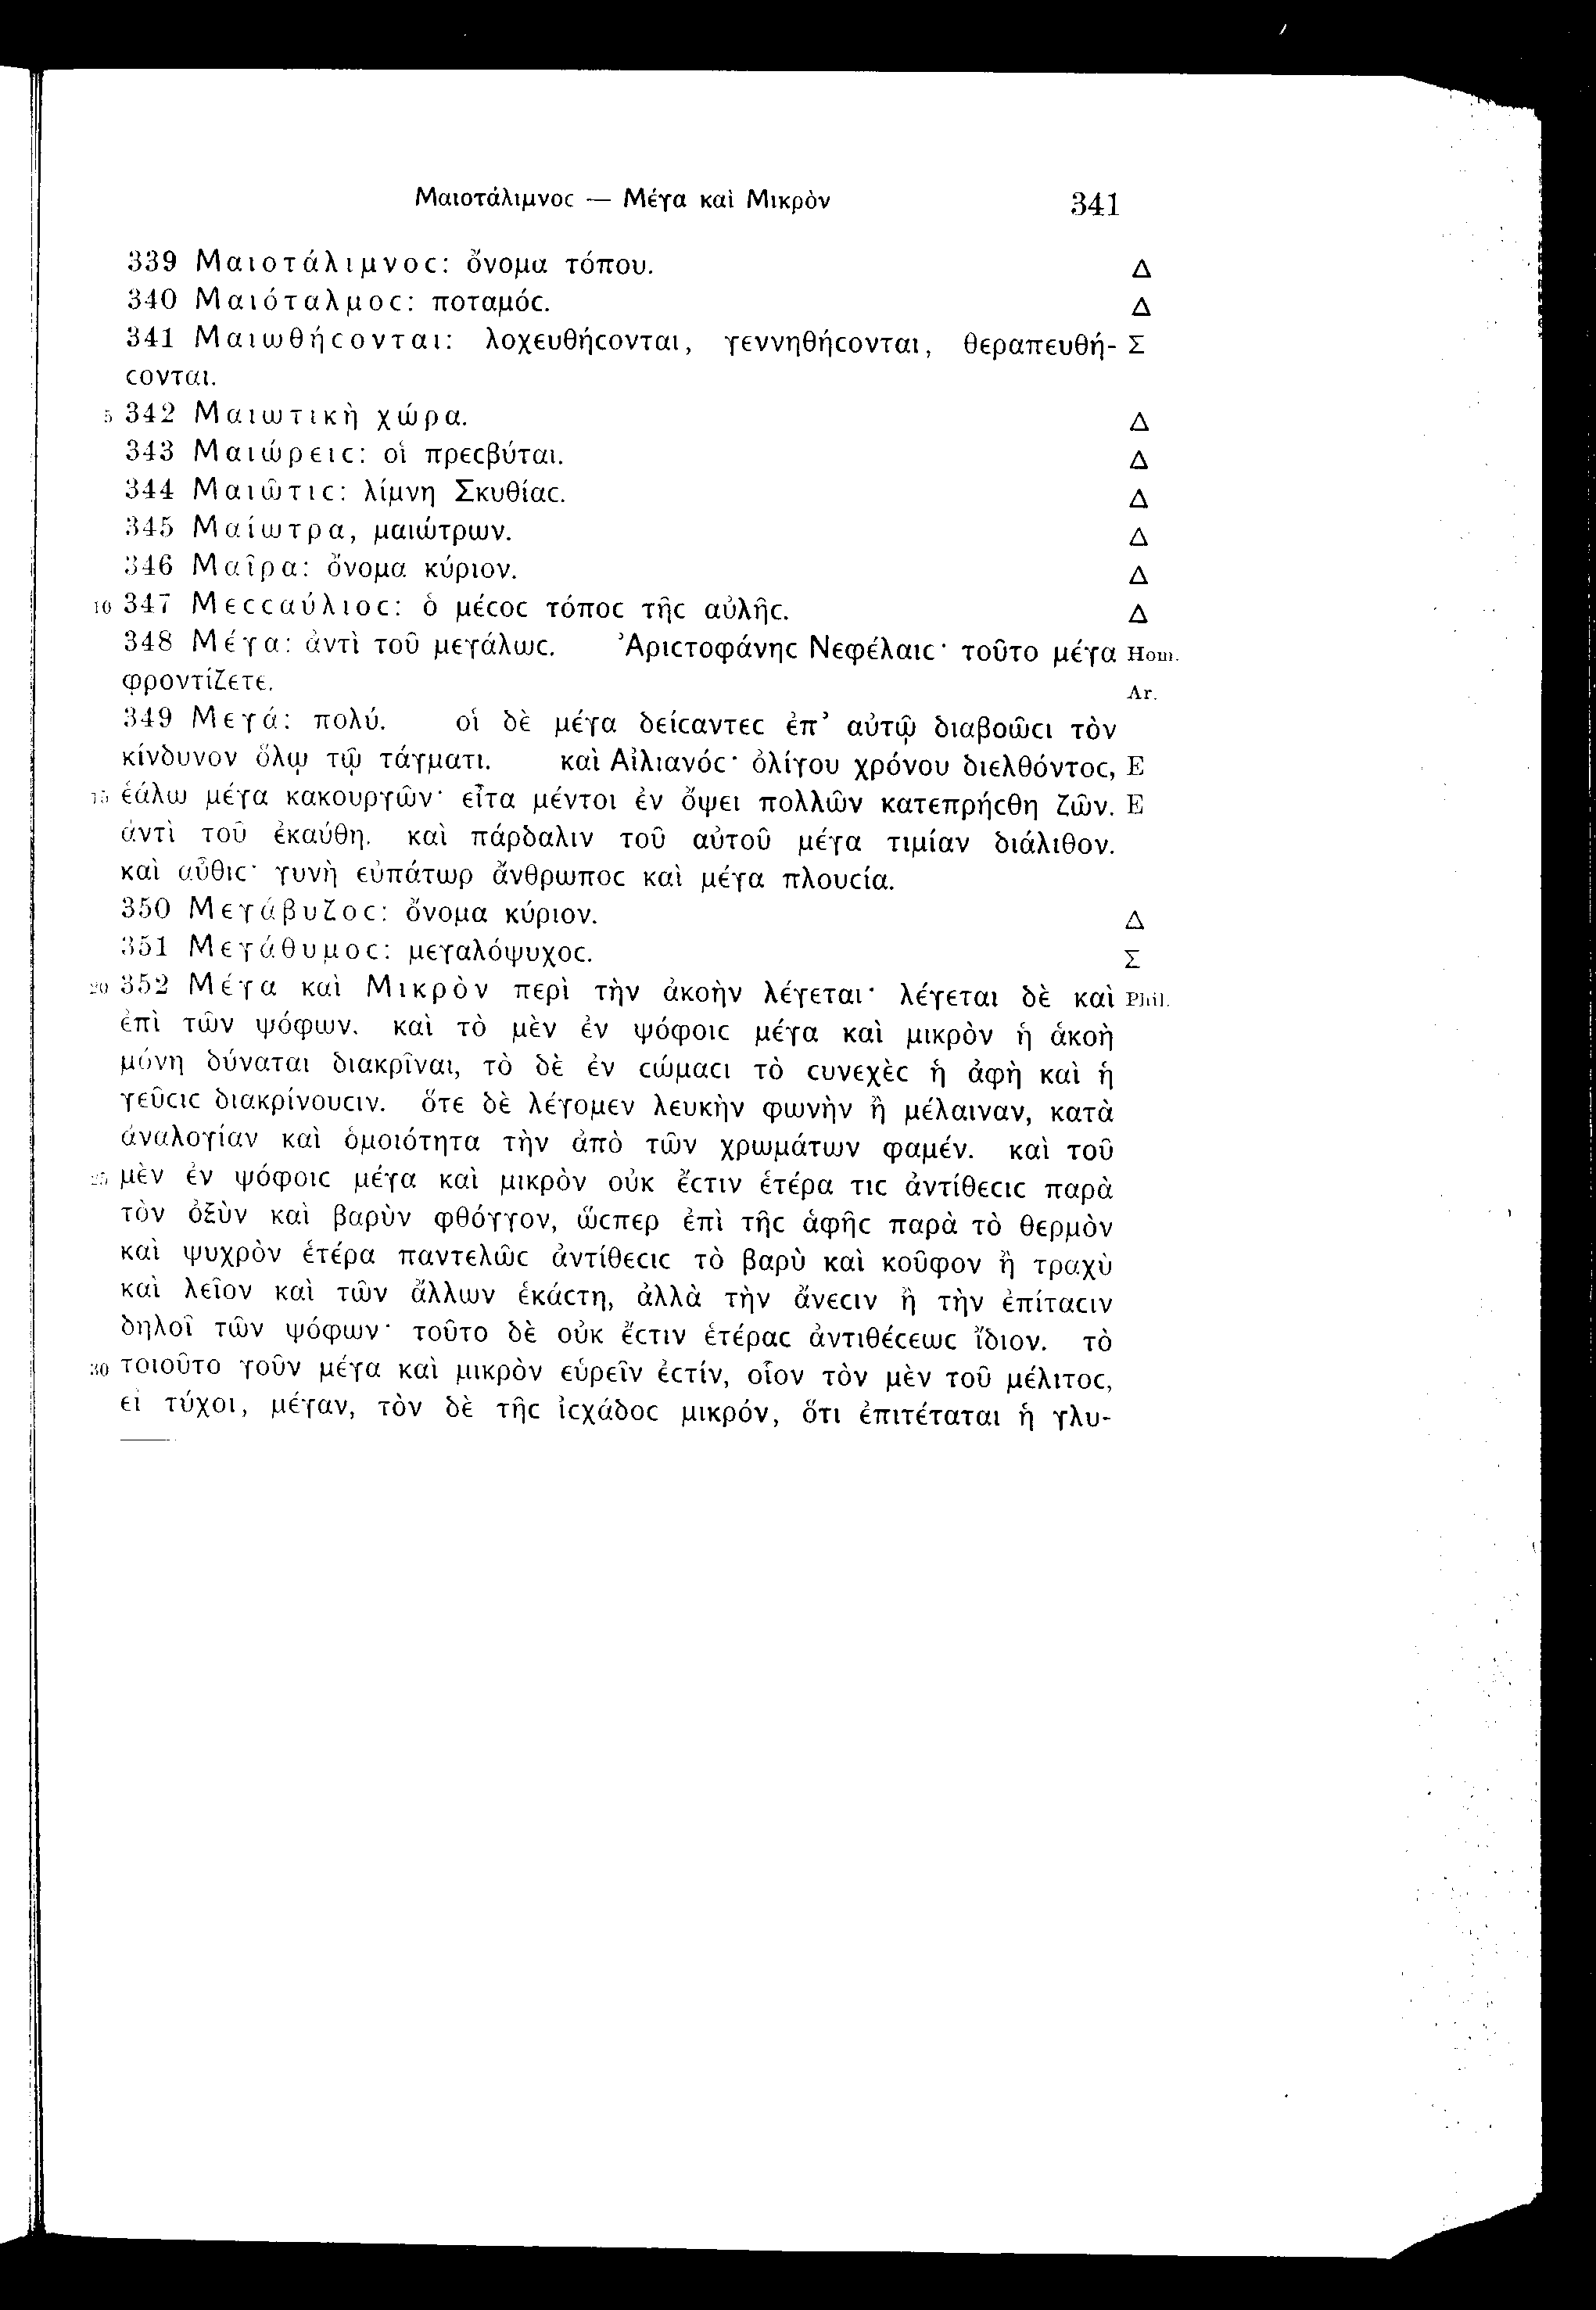 Μαιοτάλιμνοϲ — Μέγα καὶ Μικρὸν 341
339 Μαιοτάλιμνοϲ: ὄνομα τόπου. Δ
340 Μαιόταλμοϲ: ποταμόϲ. Δ
341 Μαιωθήϲονται: λοχευθήϲονται, γεννηθήϲονται, θεραπευθή- Σ
ϲονται.
5 342 Μαιωτικὴ χώρα. Δ
343 Μαιώρειϲ: οἱ πρεϲβύται. Δ
344 Μαιῶτιϲ: λίμνη Σκυθίαϲ. Δ
345 Μαίωτρα, μαιώτρων. Δ
346 Μαῖρα: ὄνομα κύριον. Δ
10 347 Μεϲϲαύλιοϲ: ὁ μέϲοϲ τόποϲ τῆϲ αὐλῆϲ. Δ
348 Μέγα: ἀντὶ τοῦ μεγάλωϲ. Ἀριϲτοφάνηϲ Νεφέλαιϲ· τοῦτο μέγα Hom.
φροντίζετε. Ar.
349 Μεγά: πολύ. οἱ δὲ μέγα δείϲαντεϲ ἐπ’ αὐτῷ διαβοῶϲι τὸν
κίνδυνον ὅλῳ τῷ τάγματι. καὶ Αἰλιανόϲ· ὀλίγου χρόνου διελθόντοϲ, E
15 ἑάλω μέγα κακουργῶν· εἶτα μέντοι ἐν ὄψει πολλῶν κατεπρήϲθη ζῶν. E
ἀντὶ τοῦ ἐκαύθη. καὶ πάρδαλιν τοῦ αὐτοῦ μέγα τιμίαν διάλιθον.
καὶ αὖθιϲ· γυνὴ εὐπάτωρ ἄνθρωποϲ καὶ μέγα πλουϲία.
350 Μεγάβυζοϲ: ὄνομα κύριον. Δ
351 Μεγάθυμοϲ: μεγαλόψυχοϲ. Σ
20 352 Μέγα καὶ Μικρὸν περὶ τὴν ἀκοὴν λέγεται· λέγεται δὲ καὶ Phil.
ἐπὶ τῶν ψόφων. καὶ τὸ μὲν ἐν ψόφοιϲ μέγα καὶ μικρὸν ἡ ἀκοὴ
μόνη δύναται διακρῖναι, τὸ δὲ ἐν ϲώμαϲι τὸ ϲυνεχὲϲ ἡ ἁφὴ καὶ ἡ
γεῦϲιϲ διακρίνουϲιν. ὅτε δὲ λέγομεν λευκὴν φωνὴν ἢ μέλαιναν, κατὰ
ἀναλογίαν καὶ ὁμοιότητα τὴν ἀπὸ τῶν χρωμάτων φαμέν. καὶ τοῦ
25 μὲν ἐν ψόφοιϲ μέγα καὶ μικρὸν οὐκ ἔϲτιν ἑτέρα τιϲ ἀντίθεϲιϲ παρὰ
τὸν ὀξὺν καὶ βαρὺν φθόγγον, ὥϲπερ ἐπὶ τῆϲ ἁφῆϲ παρὰ τὸ θερμὸν
καὶ ψυχρὸν ἑτέρα παντελῶϲ ἀντίθεϲιϲ τὸ βαρὺ καὶ κοῦφον ἢ τραχὺ
καὶ λεῖον καὶ τῶν ἄλλων ἑκάϲτη, ἀλλὰ τὴν ἄνεϲιν ἢ τὴν ἐπίταϲιν
δηλοῖ τῶν ψόφων· τοῦτο δὲ οὐκ ἔϲτιν ἑτέραϲ ἀντιθέϲεωϲ ἴδιον. τὸ
30 τοιοῦτο γοῦν μέγα καὶ μικρὸν εὑρεῖν ἐϲτίν, οἷον τὸν μὲν τοῦ μέλιτοϲ,
εἰ τύχοι, μέγαν, τὸν δὲ τῆϲ ἰϲχάδοϲ μικρόν, ὅτι ἐπιτέταται ἡ γλυ-